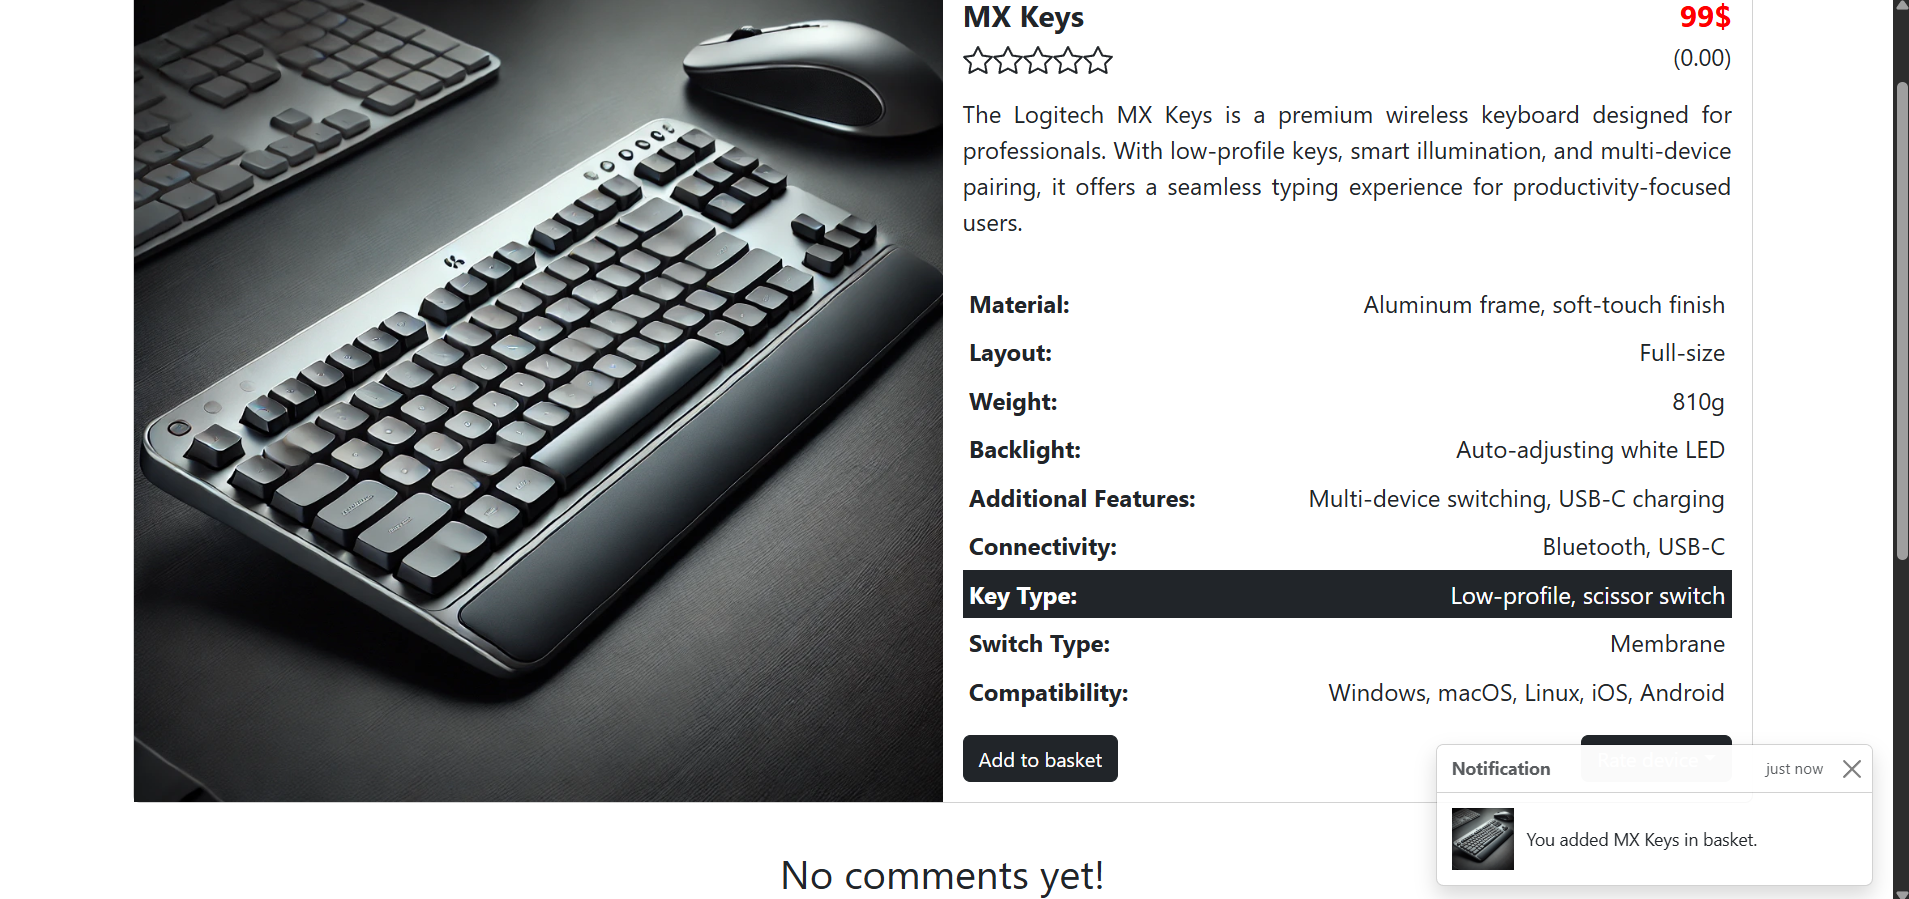 MX Keys
99$
(0.00)
The Logitech MX Keys is a premium wireless keyboard designed for
professionals. With low-profile keys, smart illumination, and multi-device
pairing, it offers a seamless typing experience for productivity-focused
users.
Material: Aluminum frame, soft-touch finish
Layout: Full-size
Weight: 810g
Backlight: Auto-adjusting white LED
Additional Features: Multi-device switching, USB-C charging
Connectivity: Bluetooth, USB-C
Key Type: Low-profile, scissor switch
Switch Type: Membrane
Compatibility: Windows, macOS, Linux, iOS, Android
Add to basket
Rate device
Notification just now
You added MX Keys in basket.
No comments yet!